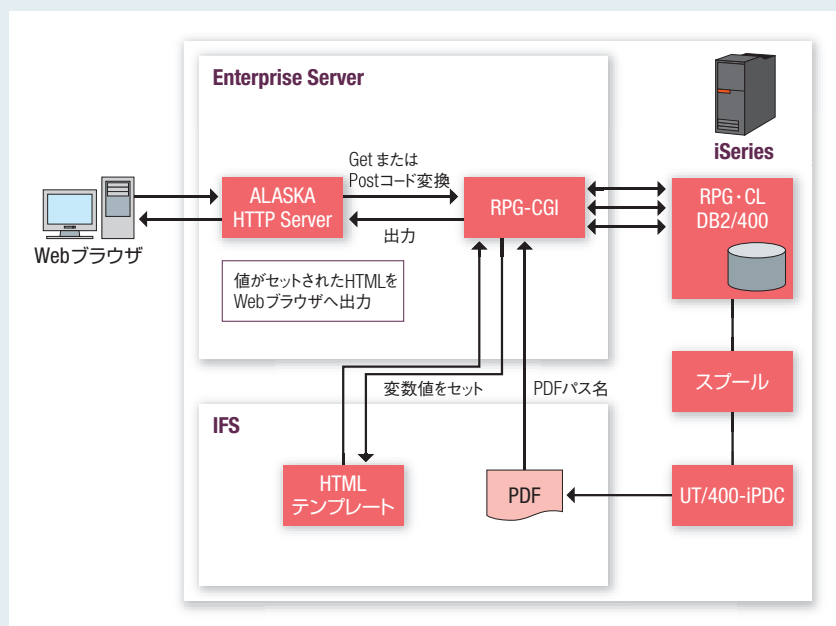 Enterprise Server
iSeries
Getまたは
Postコード変換
ALASKA
HTTP Server
RPG-CGI
RPG・CL
DB2/400
出力
Webブラウザ
値がセットされたHTMLを
Webブラウザへ出力
スプール
変数値をセット
PDFパス名
IFS
HTML
テンプレート
PDF
UT/400-iPDC